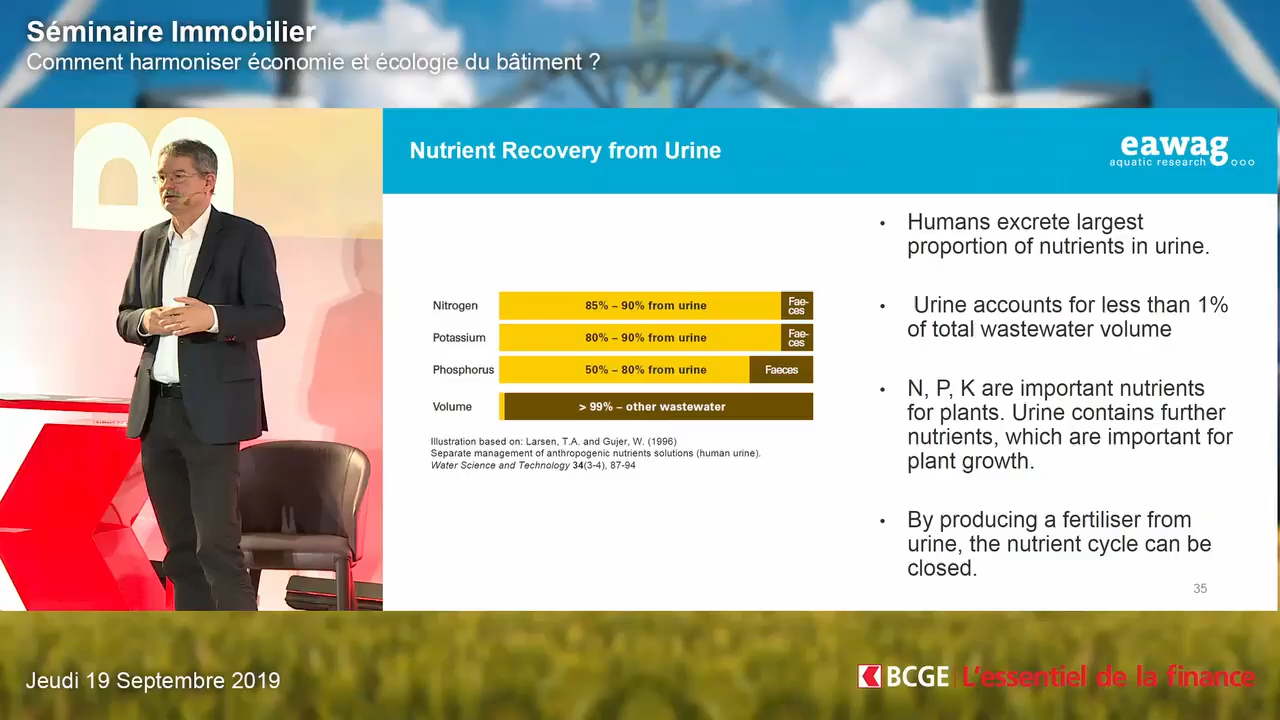 Séminaire Immobilier
Comment harmoniser économie et écologie du bâtiment ?
B
Nutrient Recovery from Urine
eawag
aquatic research
Nitrogen
85% – 90% from urine
Fae-
ces
Potassium
80% – 90% from urine
Fae-
ces
Phosphorus
50% – 80% from urine
Faeces
Volume
> 99% – other wastewater
Illustration based on: Larsen, T.A. and Gujer, W. (1996)
Separate management of anthropogenic nutrients solutions (human urine).
Water Science and Technology 34(3-4), 87-94
• Humans excrete largest
proportion of nutrients in urine.
• Urine accounts for less than 1%
of total wastewater volume
• N, P, K are important nutrients
for plants. Urine contains further
nutrients, which are important for
plant growth.
• By producing a fertiliser from
urine, the nutrient cycle can be
closed.
35
Jeudi 19 Septembre 2019
BCGE L'essentiel de la finance